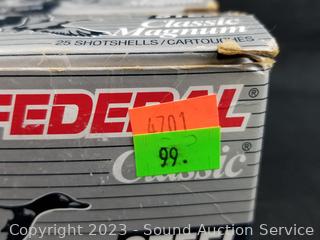 Classic
Magnum
25 SHOTSHELLS/CARTOUCHES
FEDERAL®
4701
99.
Classic®
Copyright 2023 - Sound Auction Service